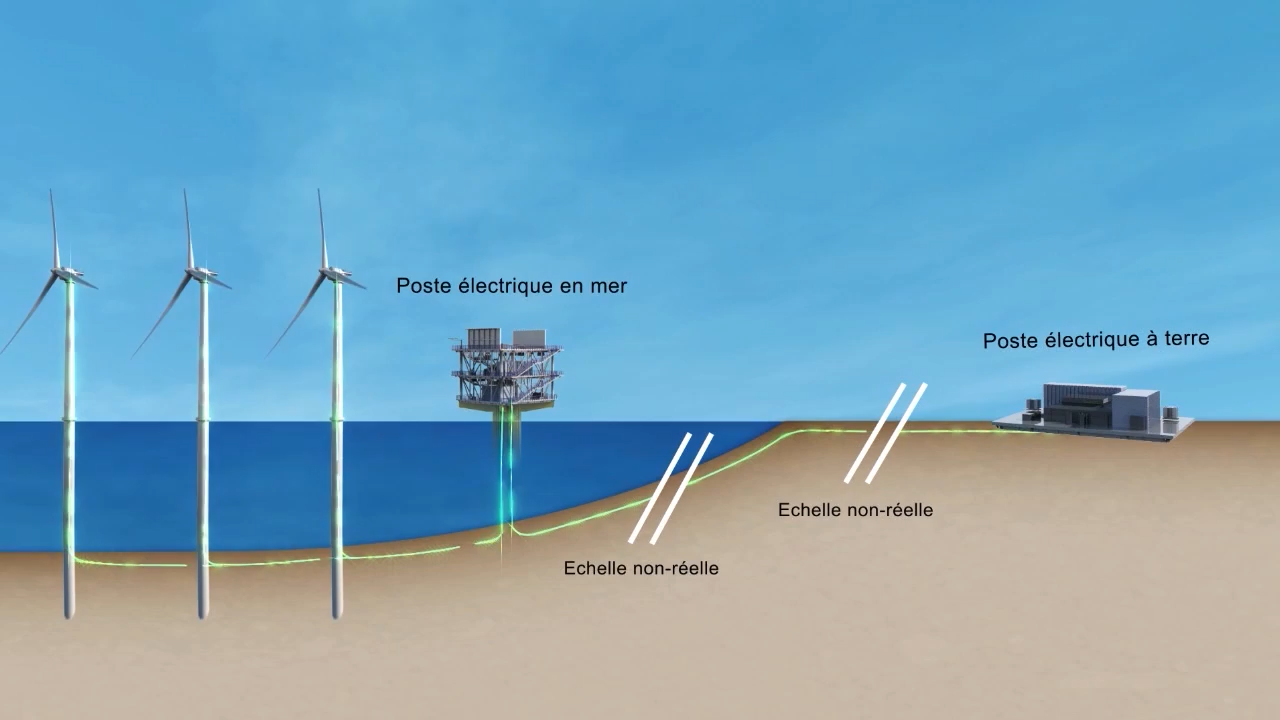 Poste électrique en mer
Poste électrique à terre
Echelle non-réelle
Echelle non-réelle